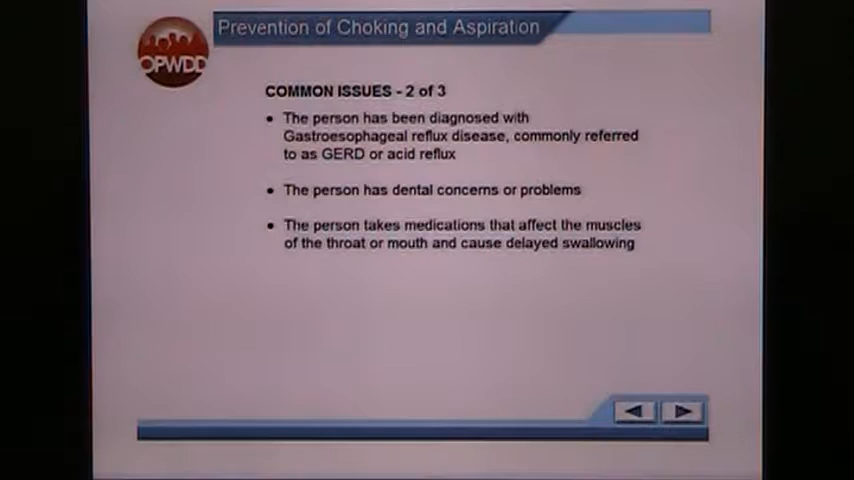 Prevention of Choking and Aspiration
OPWDD
COMMON ISSUES - 2 of 3
• The person has been diagnosed with
Gastroesophageal reflux disease, commonly referred
to as GERD or acid reflux
• The person has dental concerns or problems
• The person takes medications that affect the muscles
of the throat or mouth and cause delayed swallowing